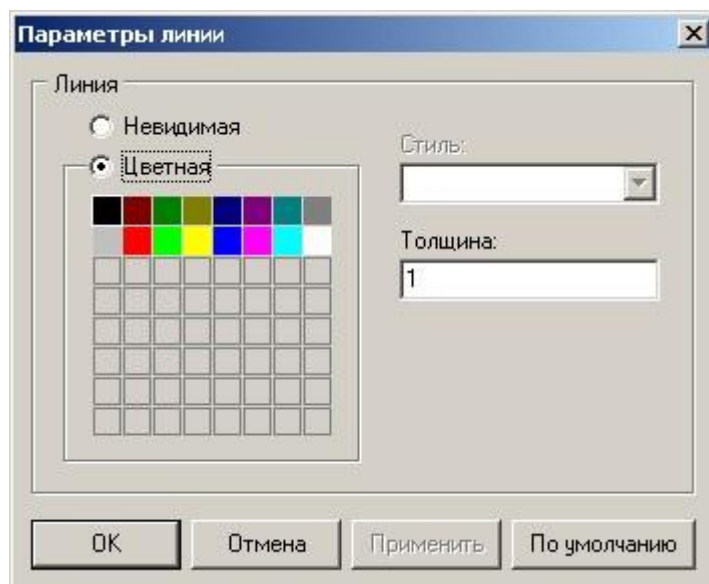 Параметры линии
Линия
Невидимая
Цветная
Стиль:
Толщина:
1
OK
Отмена
Применить
По умолчанию